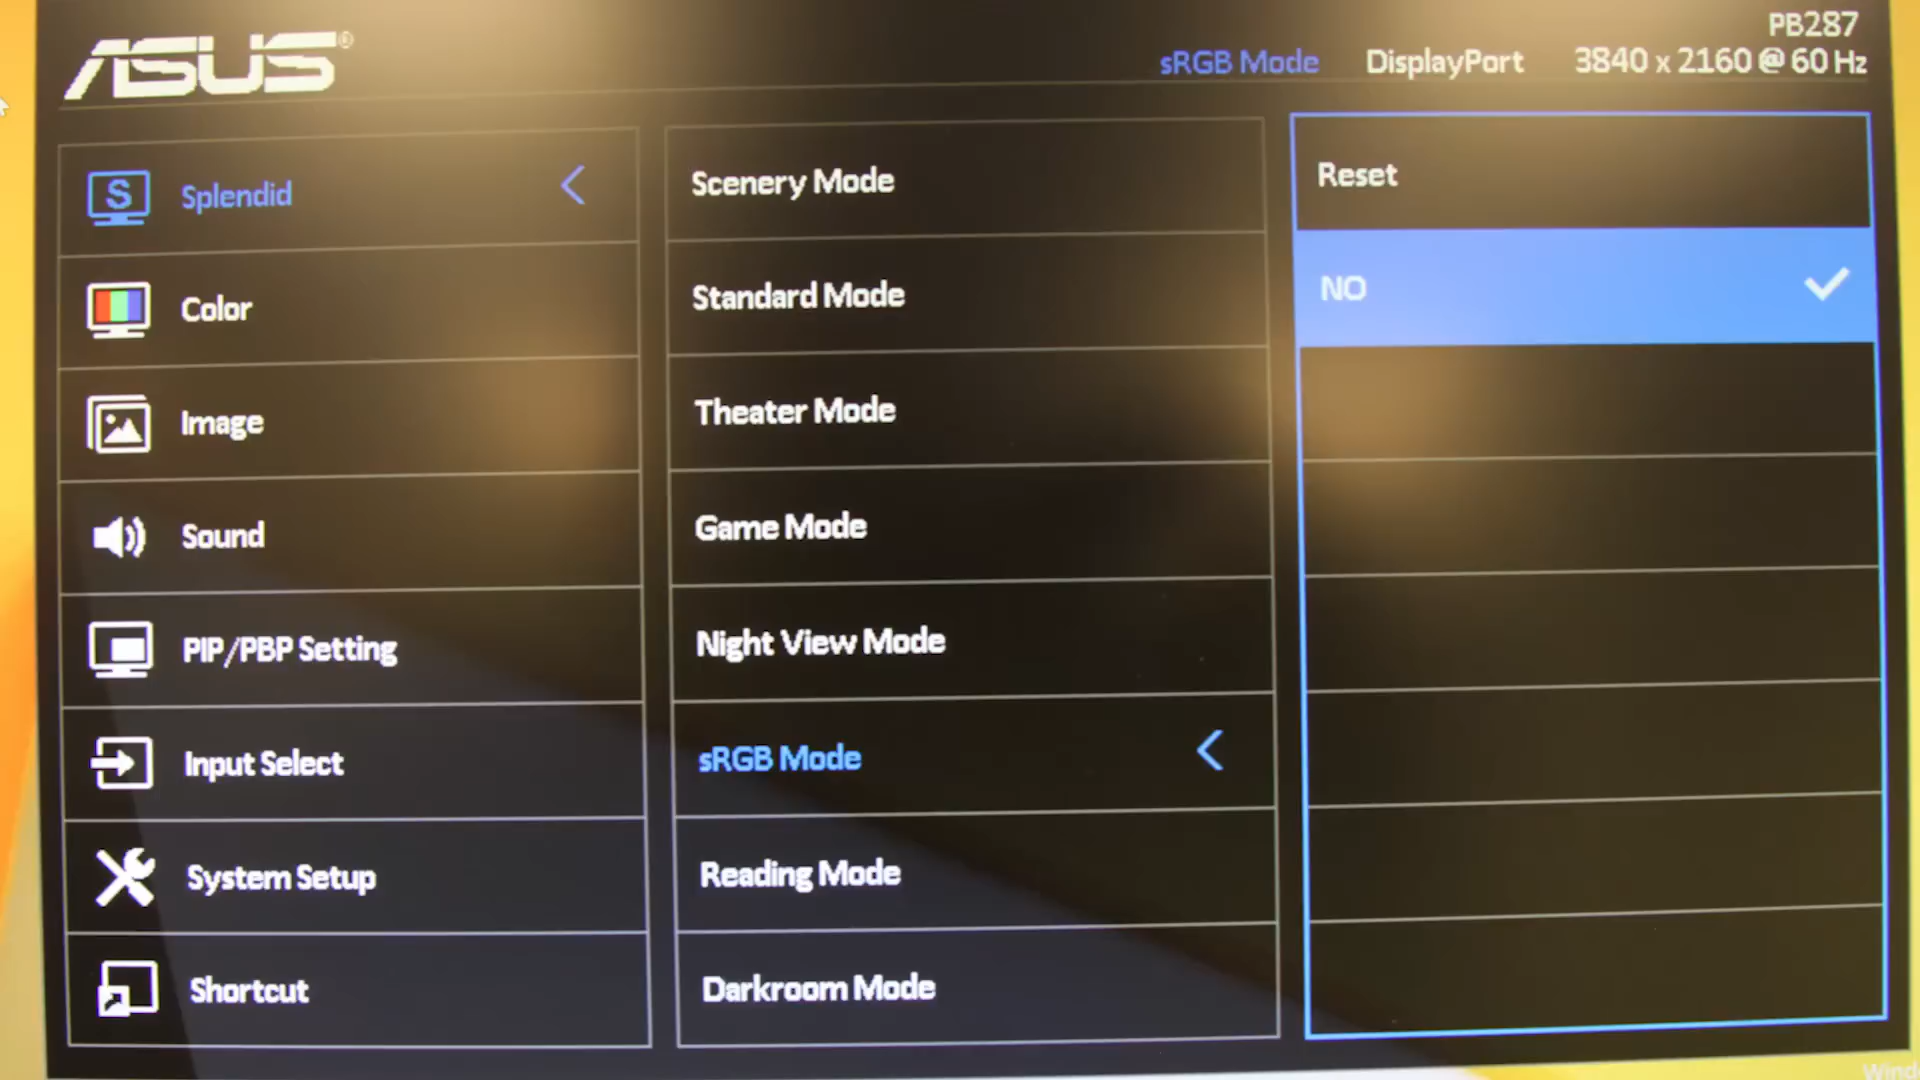 ASUS®
PB287
sRGB Mode DisplayPort 3840 x 2160 @ 60 Hz
S Splendid
Color
Image
Sound
PIP/PBP Setting
Input Select
System Setup
Shortcut
Scenery Mode
Standard Mode
Theater Mode
Game Mode
Night View Mode
sRGB Mode
Reading Mode
Darkroom Mode
Reset
NO